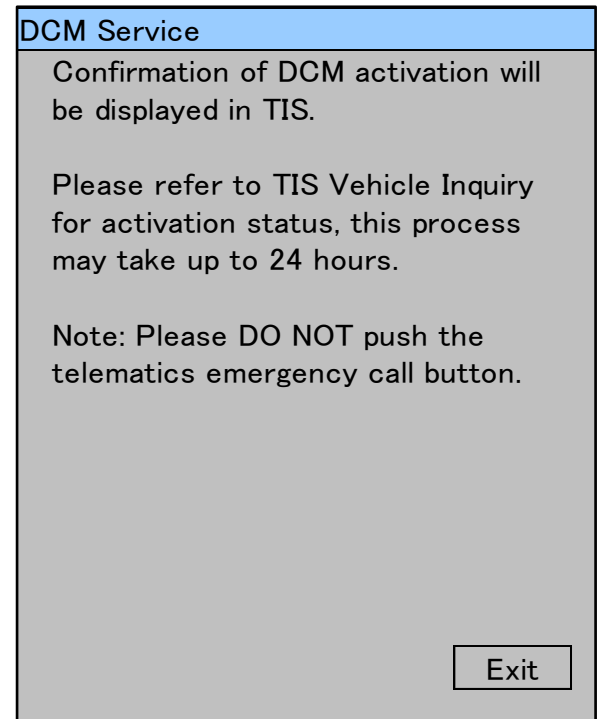 DCM Service
Confirmation of DCM activation will
be displayed in TIS.
Please refer to TIS Vehicle Inquiry
for activation status, this process
may take up to 24 hours.
Note: Please DO NOT push the
telematics emergency call button.
Exit